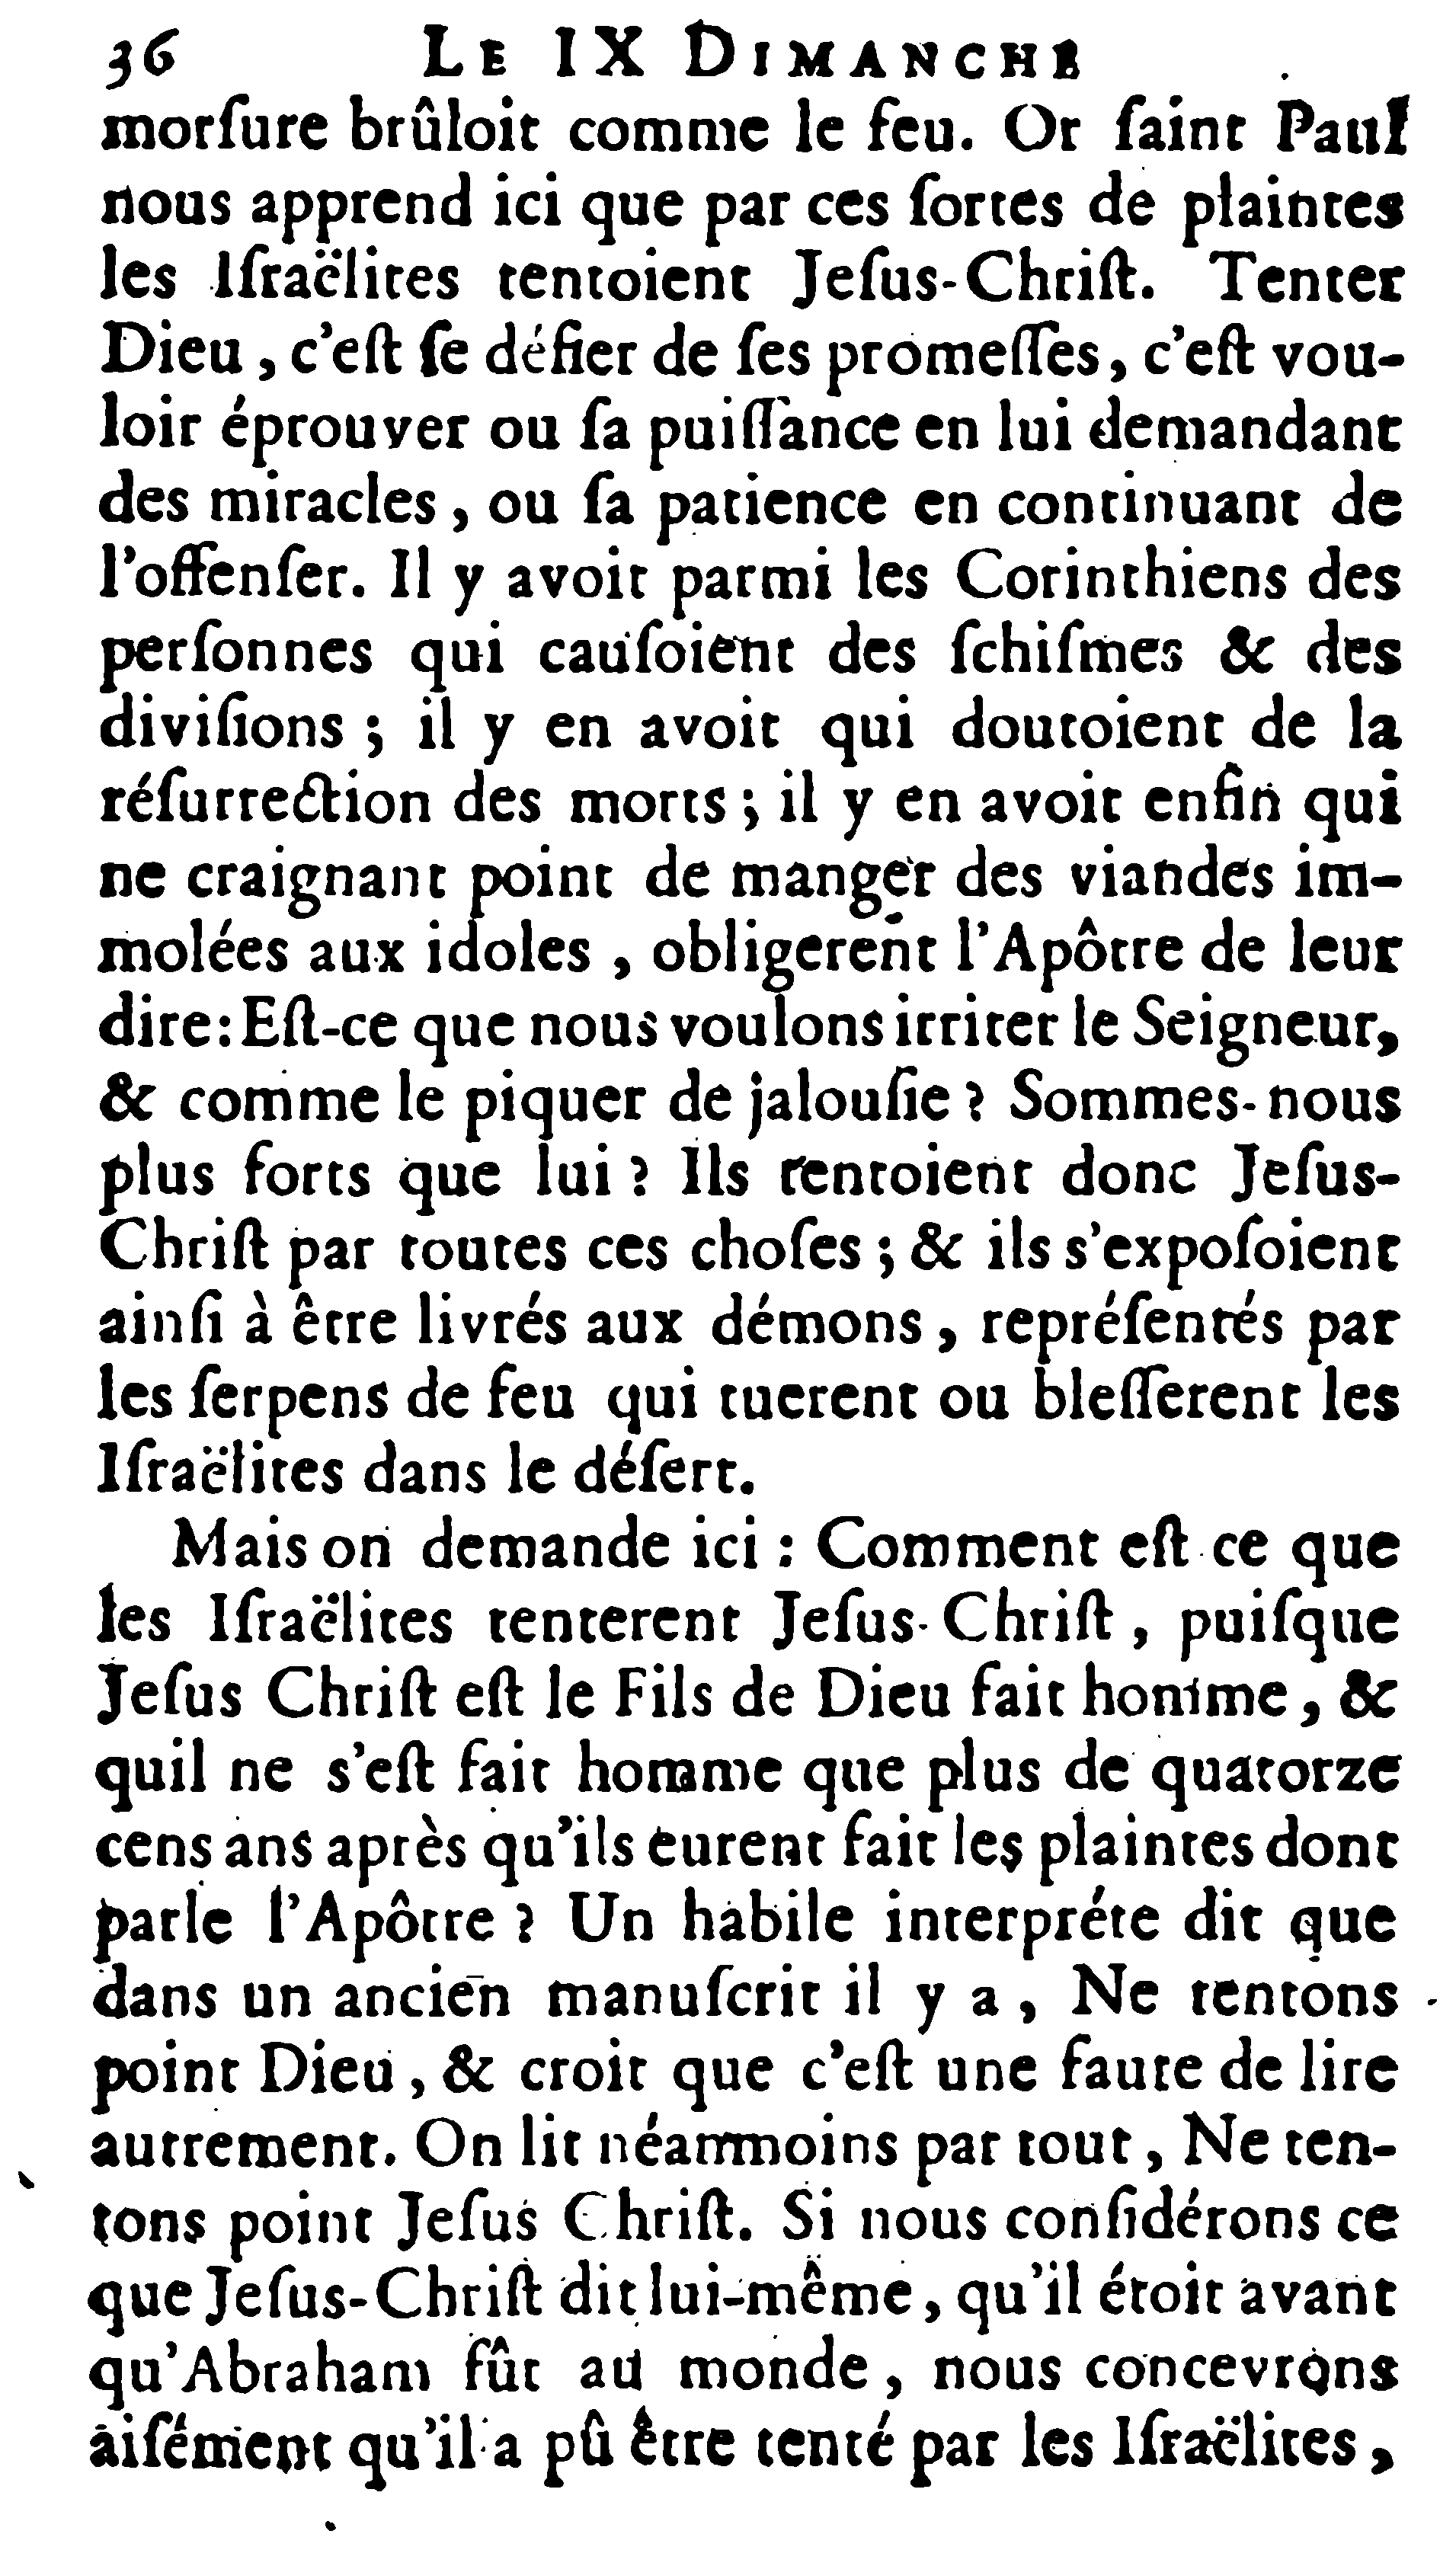 36 LE IX DIMANCHE
morſure brûloit comme le feu. Or ſaint Paul
nous apprend ici que par ces ſortes de plaintes
les Iſraëlites tentoient Jeſus-Chriſt. Tenter
Dieu, c'eſt ſe défier de ſes promeſſes, c'eſt vou-
loir éprouver ou ſa puiſſance en lui demandant
des miracles, ou ſa patience en continuant de
l'offenſer. Il y avoit parmi les Corinthiens des
perſonnes qui cauſoient des ſchiſmes & des
diviſions ; il y en avoit qui doutoient de la
réſurrection des morts ; il y en avoit enfin qui
ne craignant point de manger des viandes im-
molées aux idoles , obligerent l'Apôtre de leur
dire : Eſt-ce que nous voulons irriter le Seigneur,
& comme le piquer de jalouſie ? Sommes-nous
plus forts que lui ? Ils tentoient donc Jeſus-
Chriſt par toutes ces choſes ; & ils s'expoſoient
ainſi à être livrés aux démons , repréſentés par
les ſerpens de feu qui tuerent ou bleſſerent les
Iſraëlites dans le déſert.
Mais on demande ici : Comment eſt ce que
les Iſraëlites tenterent Jeſus-Chriſt , puiſque
Jeſus Chriſt eſt le Fils de Dieu fait homme , &
quil ne s'eſt fait homme que plus de quatorze
cens ans après qu'ils eurent fait les plaintes dont
parle l'Apôtre ? Un habile interpréte dit que
dans un ancien manuſcrit il y a , Ne tentons
point Dieu , & croit que c'eſt une faute de lire
autrement. On lit néammoins par tout , Ne ten-
tons point Jeſus Chriſt. Si nous conſidérons ce
que Jeſus-Chriſt dit lui-même , qu'il étoit avant
qu'Abraham fût au monde , nous concevrons
aiſément qu'il a pû être tenté par les Iſraëlites ,